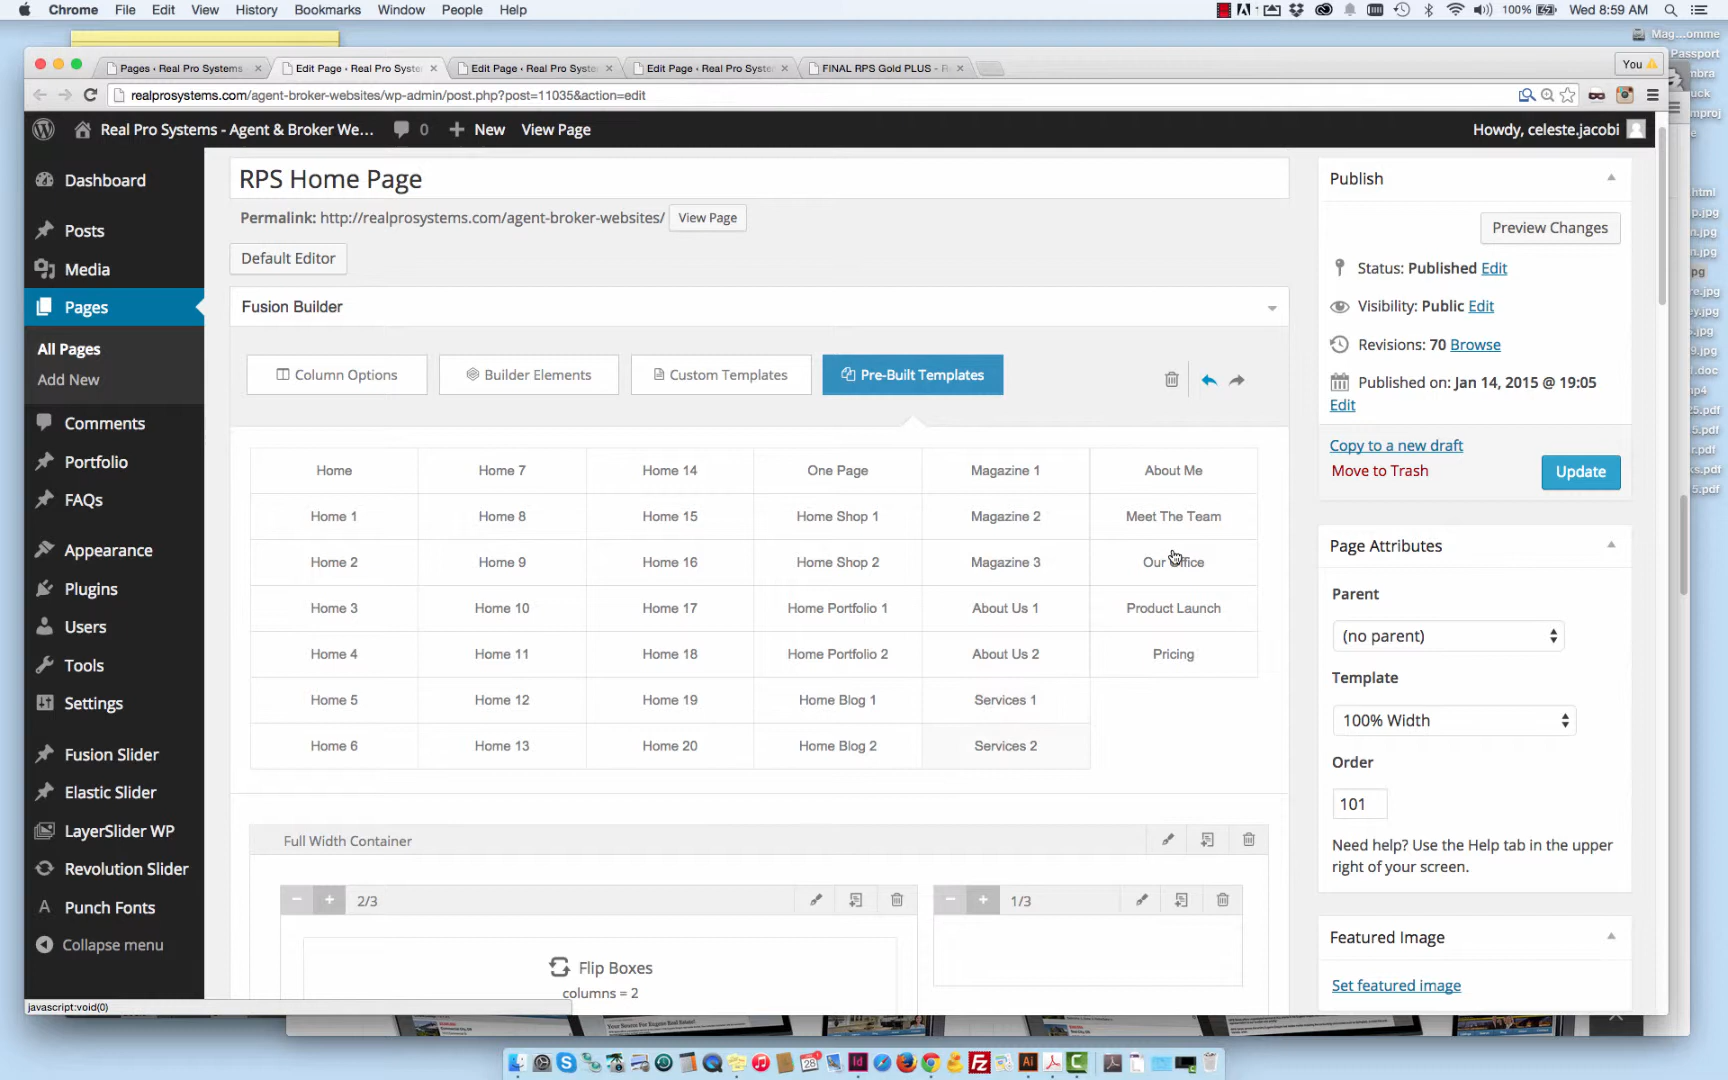 Chrome File Edit View History Bookmarks Window People Help
100% Wed 8:59 AM
Pages ‹ Real Pro Systems
Edit Page ‹ Real Pro Syste
Edit Page ‹ Real Pro Syste
Edit Page ‹ Real Pro Syste
FINAL RPS Gold PLUS - R
You
realprosystems.com/agent-broker-websites/wp-admin/post.php?post=11035&action=edit
Real Pro Systems - Agent & Broker We... 0 New View Page
Howdy, celeste.jacobi
Dashboard
Posts
Media
Pages
All Pages
Add New
Comments
Portfolio
FAQs
Appearance
Plugins
Users
Tools
Settings
Fusion Slider
Elastic Slider
LayerSlider WP
Revolution Slider
Punch Fonts
Collapse menu
javascript:void(0)
RPS Home Page
Permalink: http://realprosystems.com/agent-broker-websites/ View Page
Default Editor
Fusion Builder
Column Options Builder Elements Custom Templates Pre-Built Templates
Home Home 7 Home 14 One Page Magazine 1 About Me
Home 1 Home 8 Home 15 Home Shop 1 Magazine 2 Meet The Team
Home 2 Home 9 Home 16 Home Shop 2 Magazine 3 Our Office
Home 3 Home 10 Home 17 Home Portfolio 1 About Us 1 Product Launch
Home 4 Home 11 Home 18 Home Portfolio 2 About Us 2 Pricing
Home 5 Home 12 Home 19 Home Blog 1 Services 1
Home 6 Home 13 Home 20 Home Blog 2 Services 2
Full Width Container
2/3 1/3
Flip Boxes
columns = 2
Publish
Preview Changes
Status: Published Edit
Visibility: Public Edit
Revisions: 70 Browse
Published on: Jan 14, 2015 @ 19:05
Edit
Copy to a new draft
Move to Trash
Update
Page Attributes
Parent
(no parent)
Template
100% Width
Order
101
Need help? Use the Help tab in the upper
right of your screen.
Featured Image
Set featured image